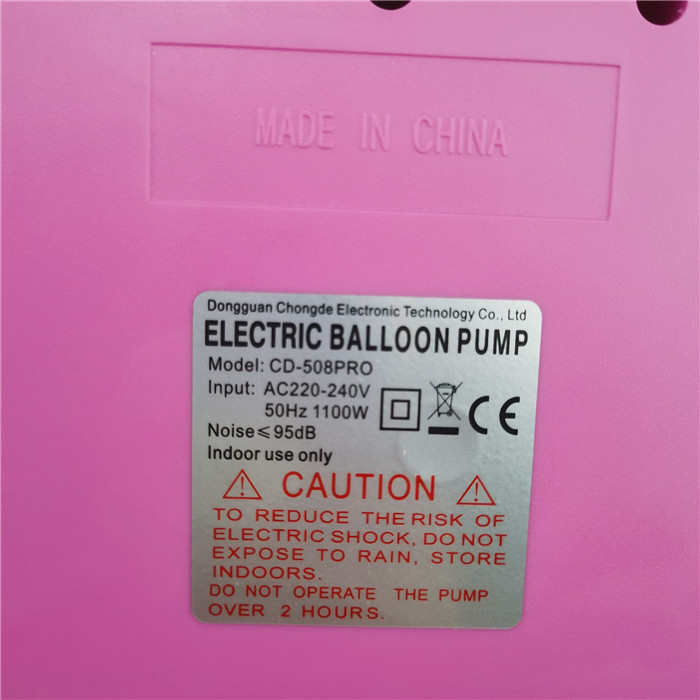 MADE IN CHINA
Dongguan Chongde Electronic Technology Co., Ltd
ELECTRIC BALLOON PUMP
Model: CD-508PRO
Input: AC220-240V
50Hz 1100W
Noise≤95dB
Indoor use only
CE
CAUTION
TO REDUCE THE RISK OF
ELECTRIC SHOCK, DO NOT
EXPOSE TO RAIN, STORE
INDOORS.
DO NOT OPERATE THE PUMP
OVER 2 HOURS.